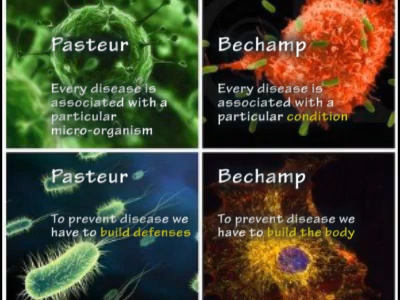 Pasteur
Every disease is
associated with a
particular
micro-organism
Bechamp
Every disease is
associated with a
particular condition
Pasteur
To prevent disease we
have to build defenses
Bechamp
To prevent disease we
have to build the body